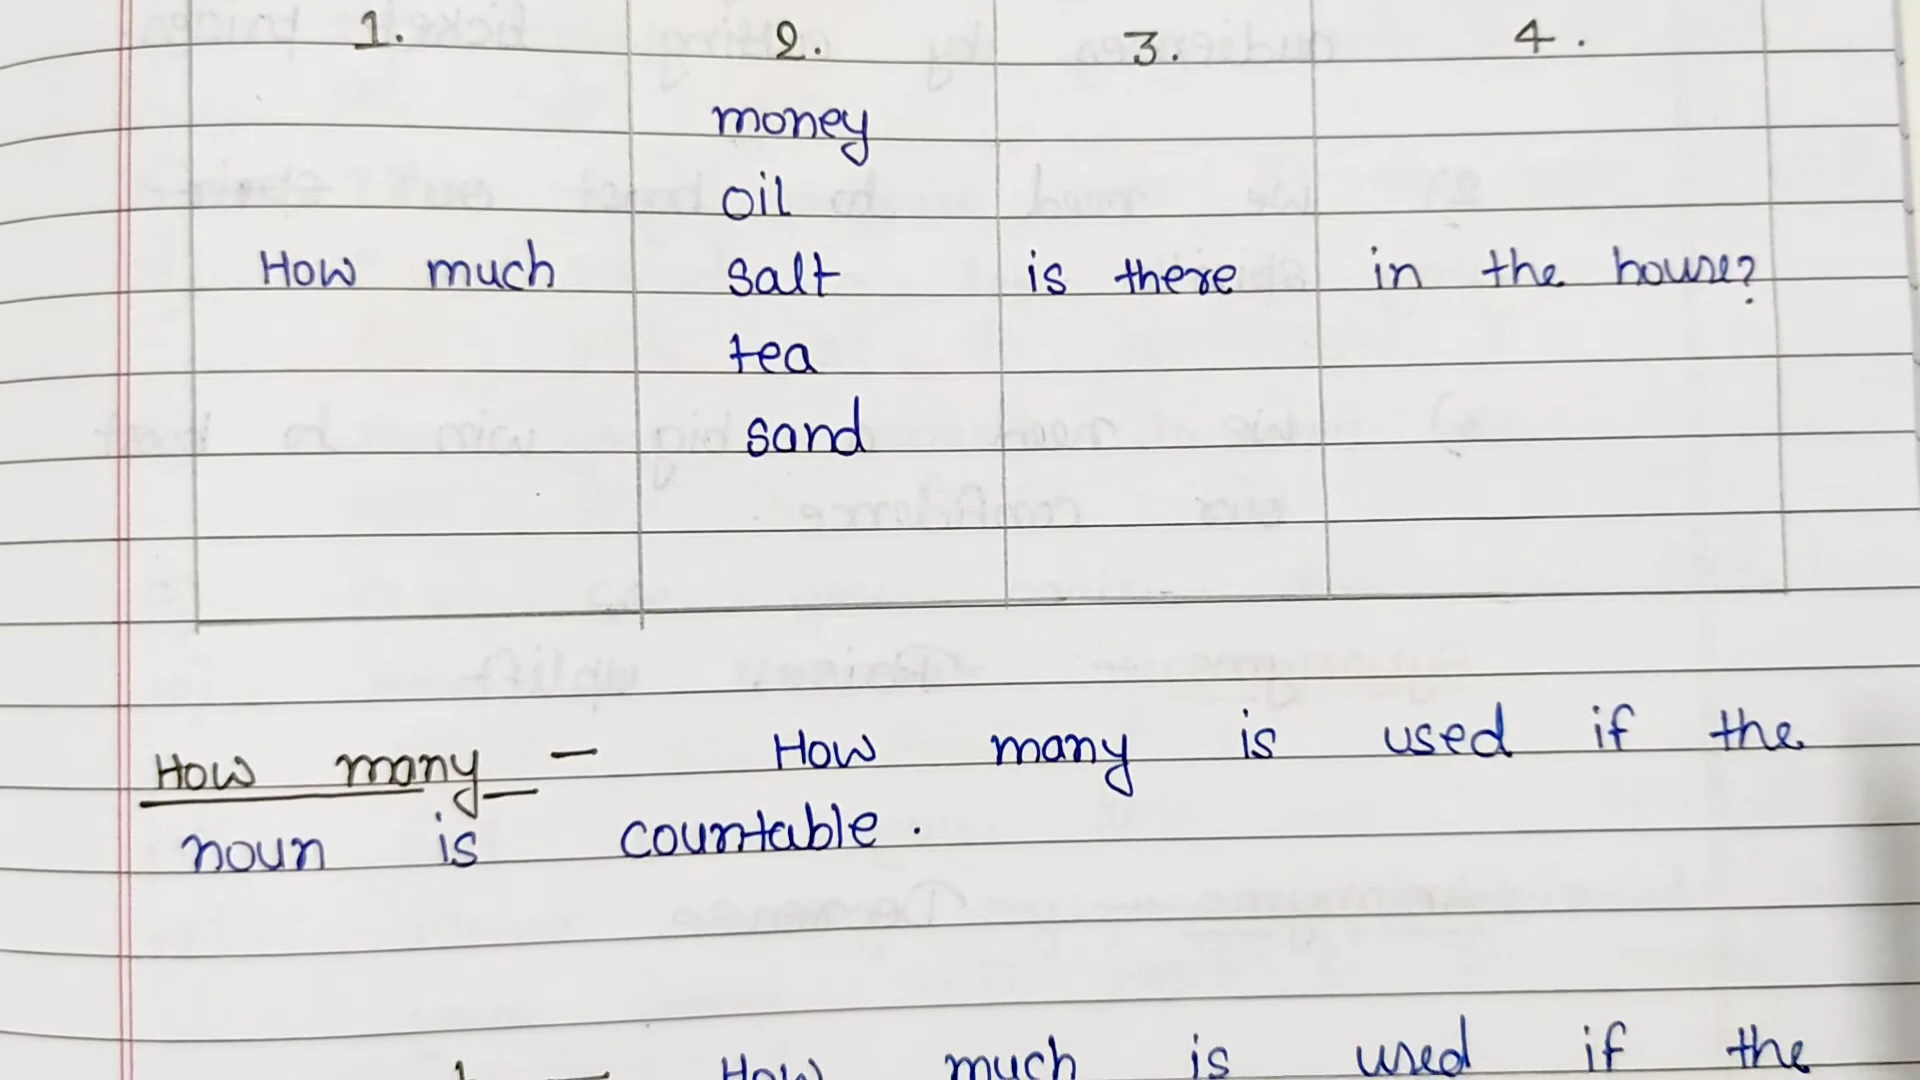 1. 2. 3. 4.
money
oil
How much salt is there in the house?
tea
sand
How many - How many is used if the
noun is countable.
- How much is used if the